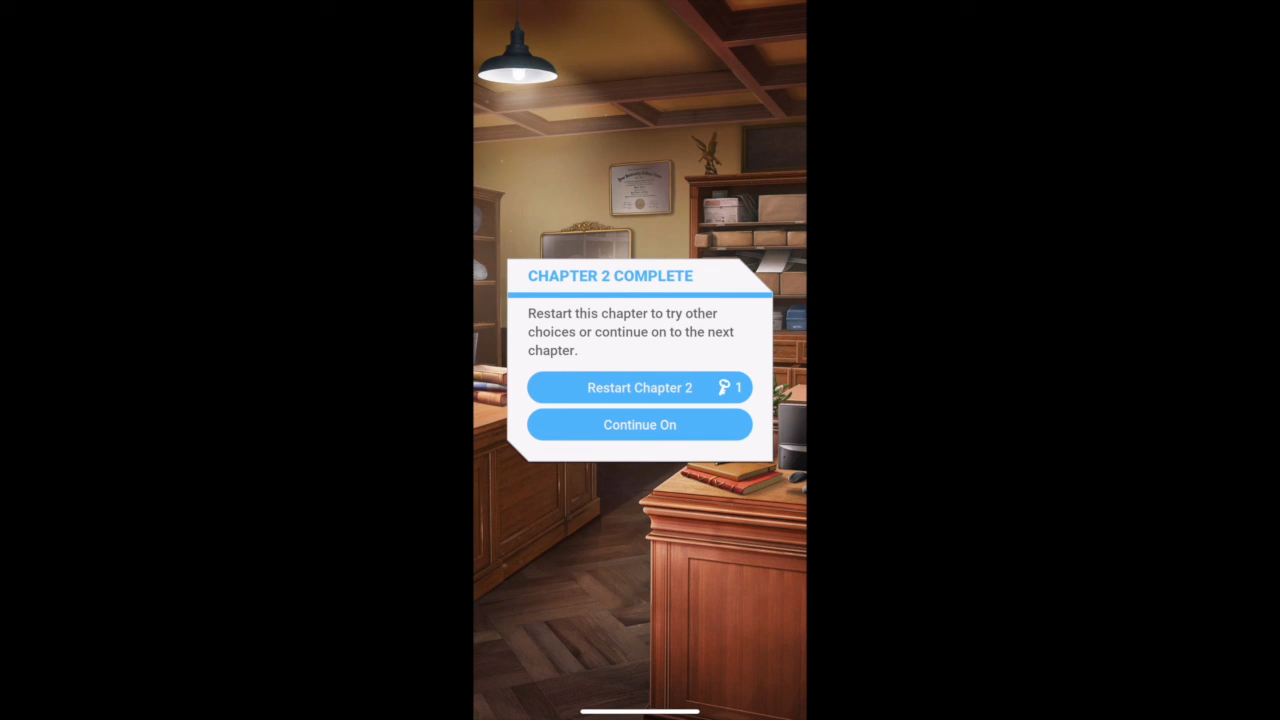 CHAPTER 2 COMPLETE
Restart this chapter to try other
choices or continue on to the next
chapter.
Restart Chapter 2 1
Continue On